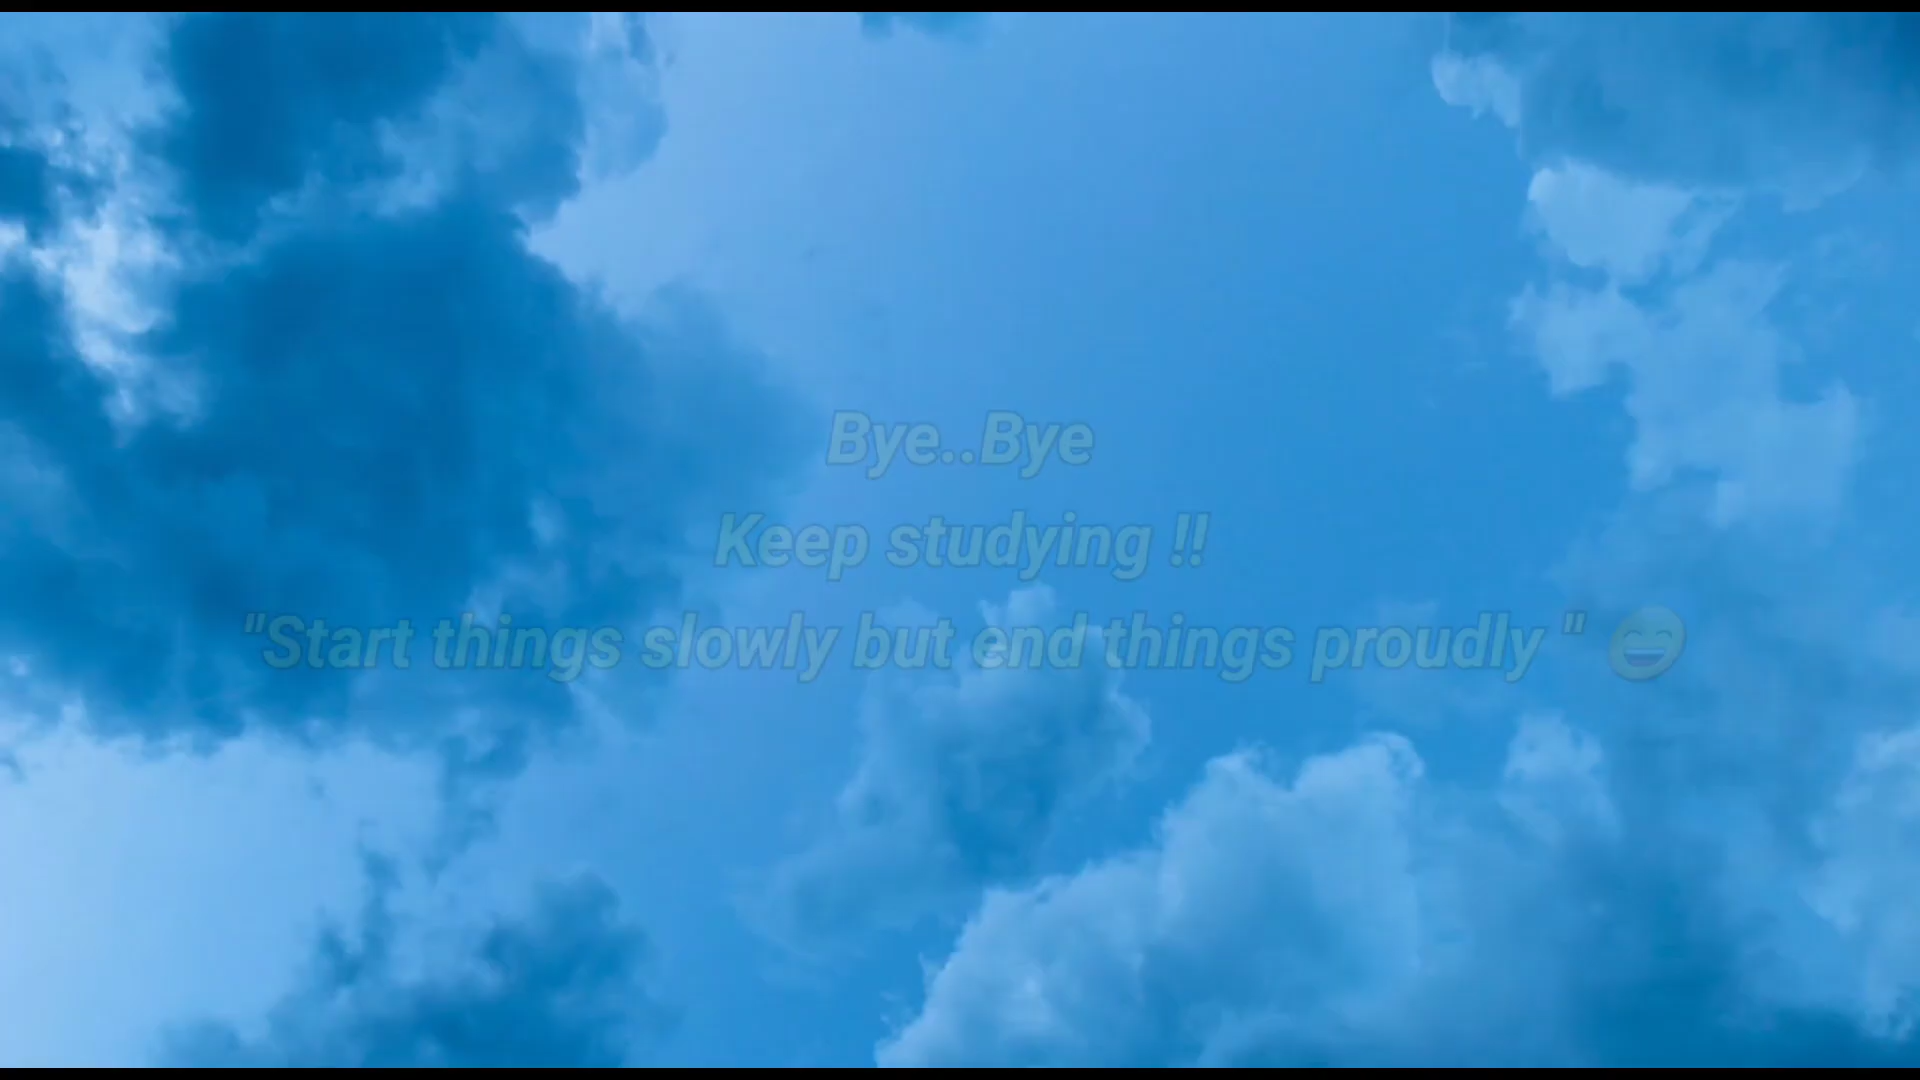 Bye..Bye
Keep studying !!
"Start things slowly but end things proudly " 😄